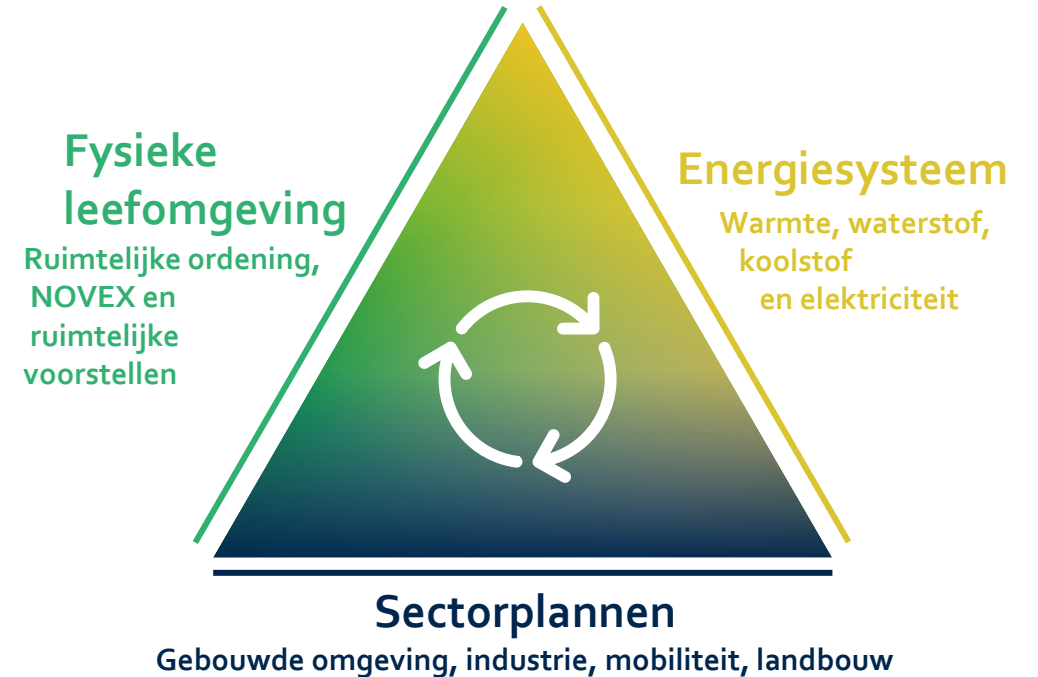 Fysieke
leefomgeving
Ruimtelijke ordening,
NOVEX en
ruimtelijke
voorstellen
Energiesysteem
Warmte, waterstof,
koolstof
en elektriciteit
Sectorplannen
Gebouwde omgeving, industrie, mobiliteit, landbouw